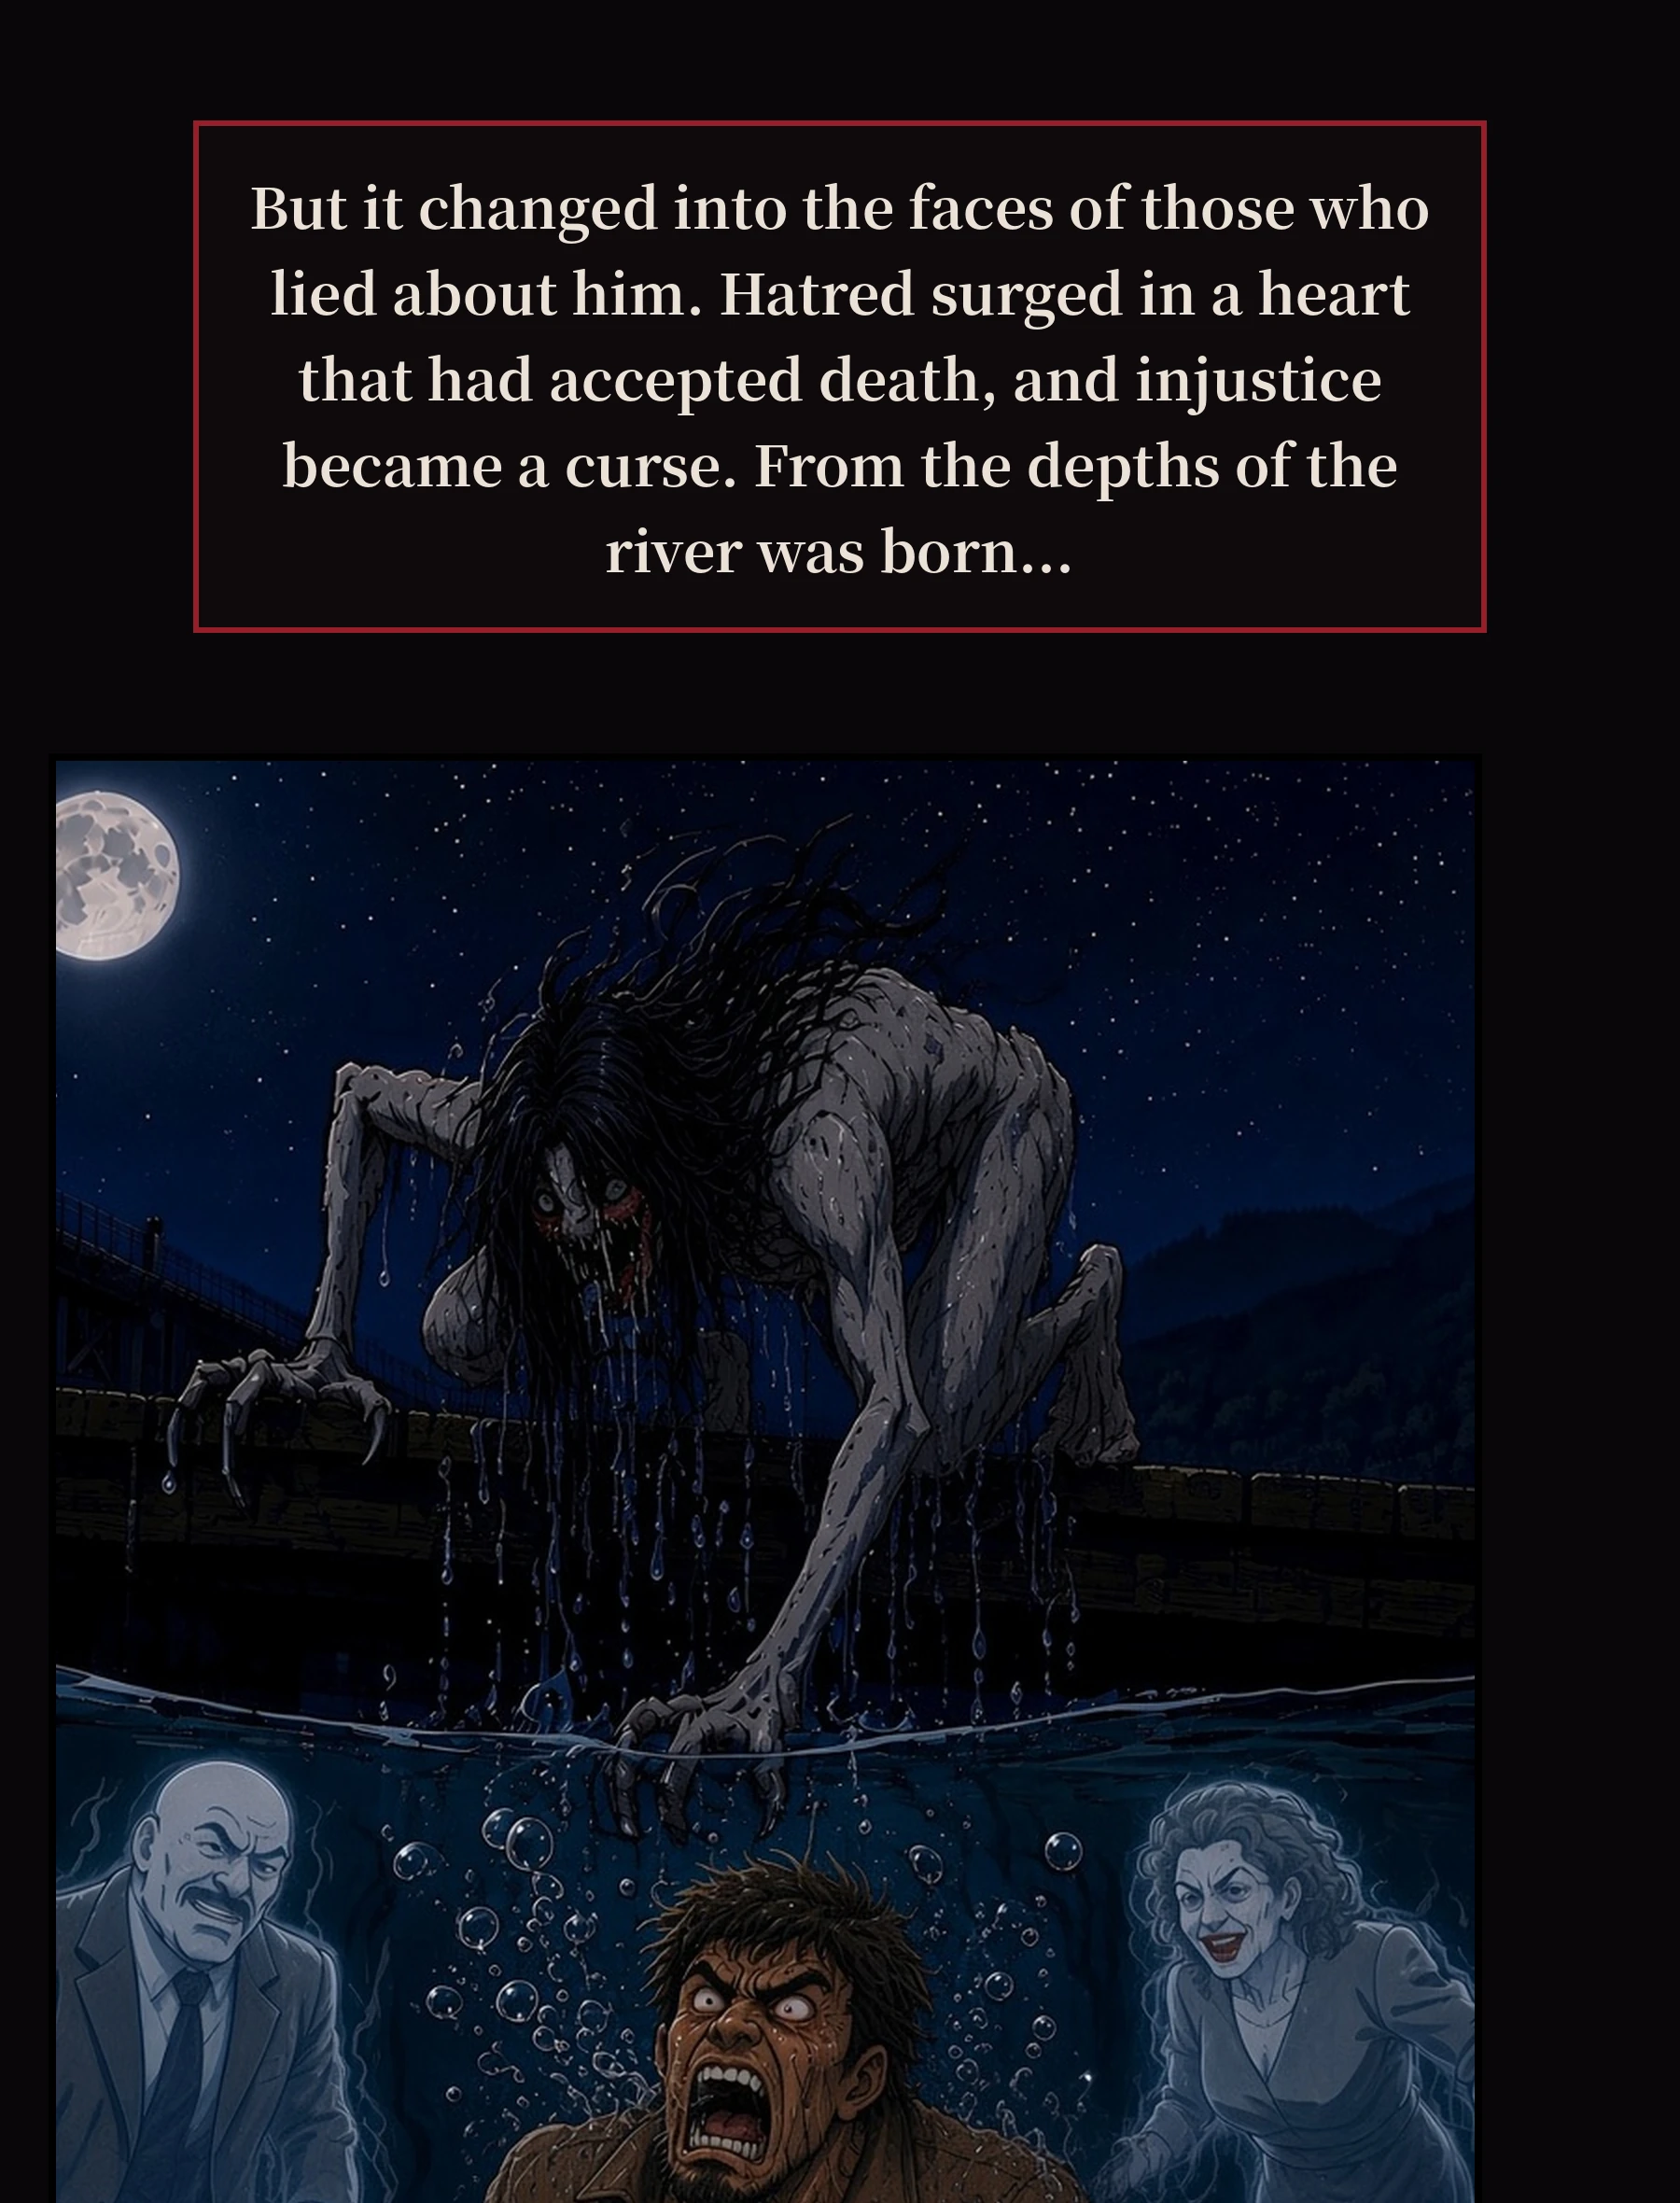 But it changed into the faces of those who
lied about him. Hatred surged in a heart
that had accepted death, and injustice
became a curse. From the depths of the
river was born...